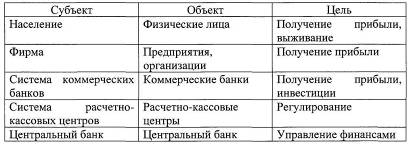 Субъект Объект Цель
Население Физические лица Получение прибыли,
выживание
Фирма Предприятия, Получение прибыли
организации
Система коммерческих Коммерческие банки Получение прибыли,
банков инвестиции
Система расчетно- Расчетно-кассовые Регулирование
кассовых центров центры
Центральный банк Центральный банк Управление финансами